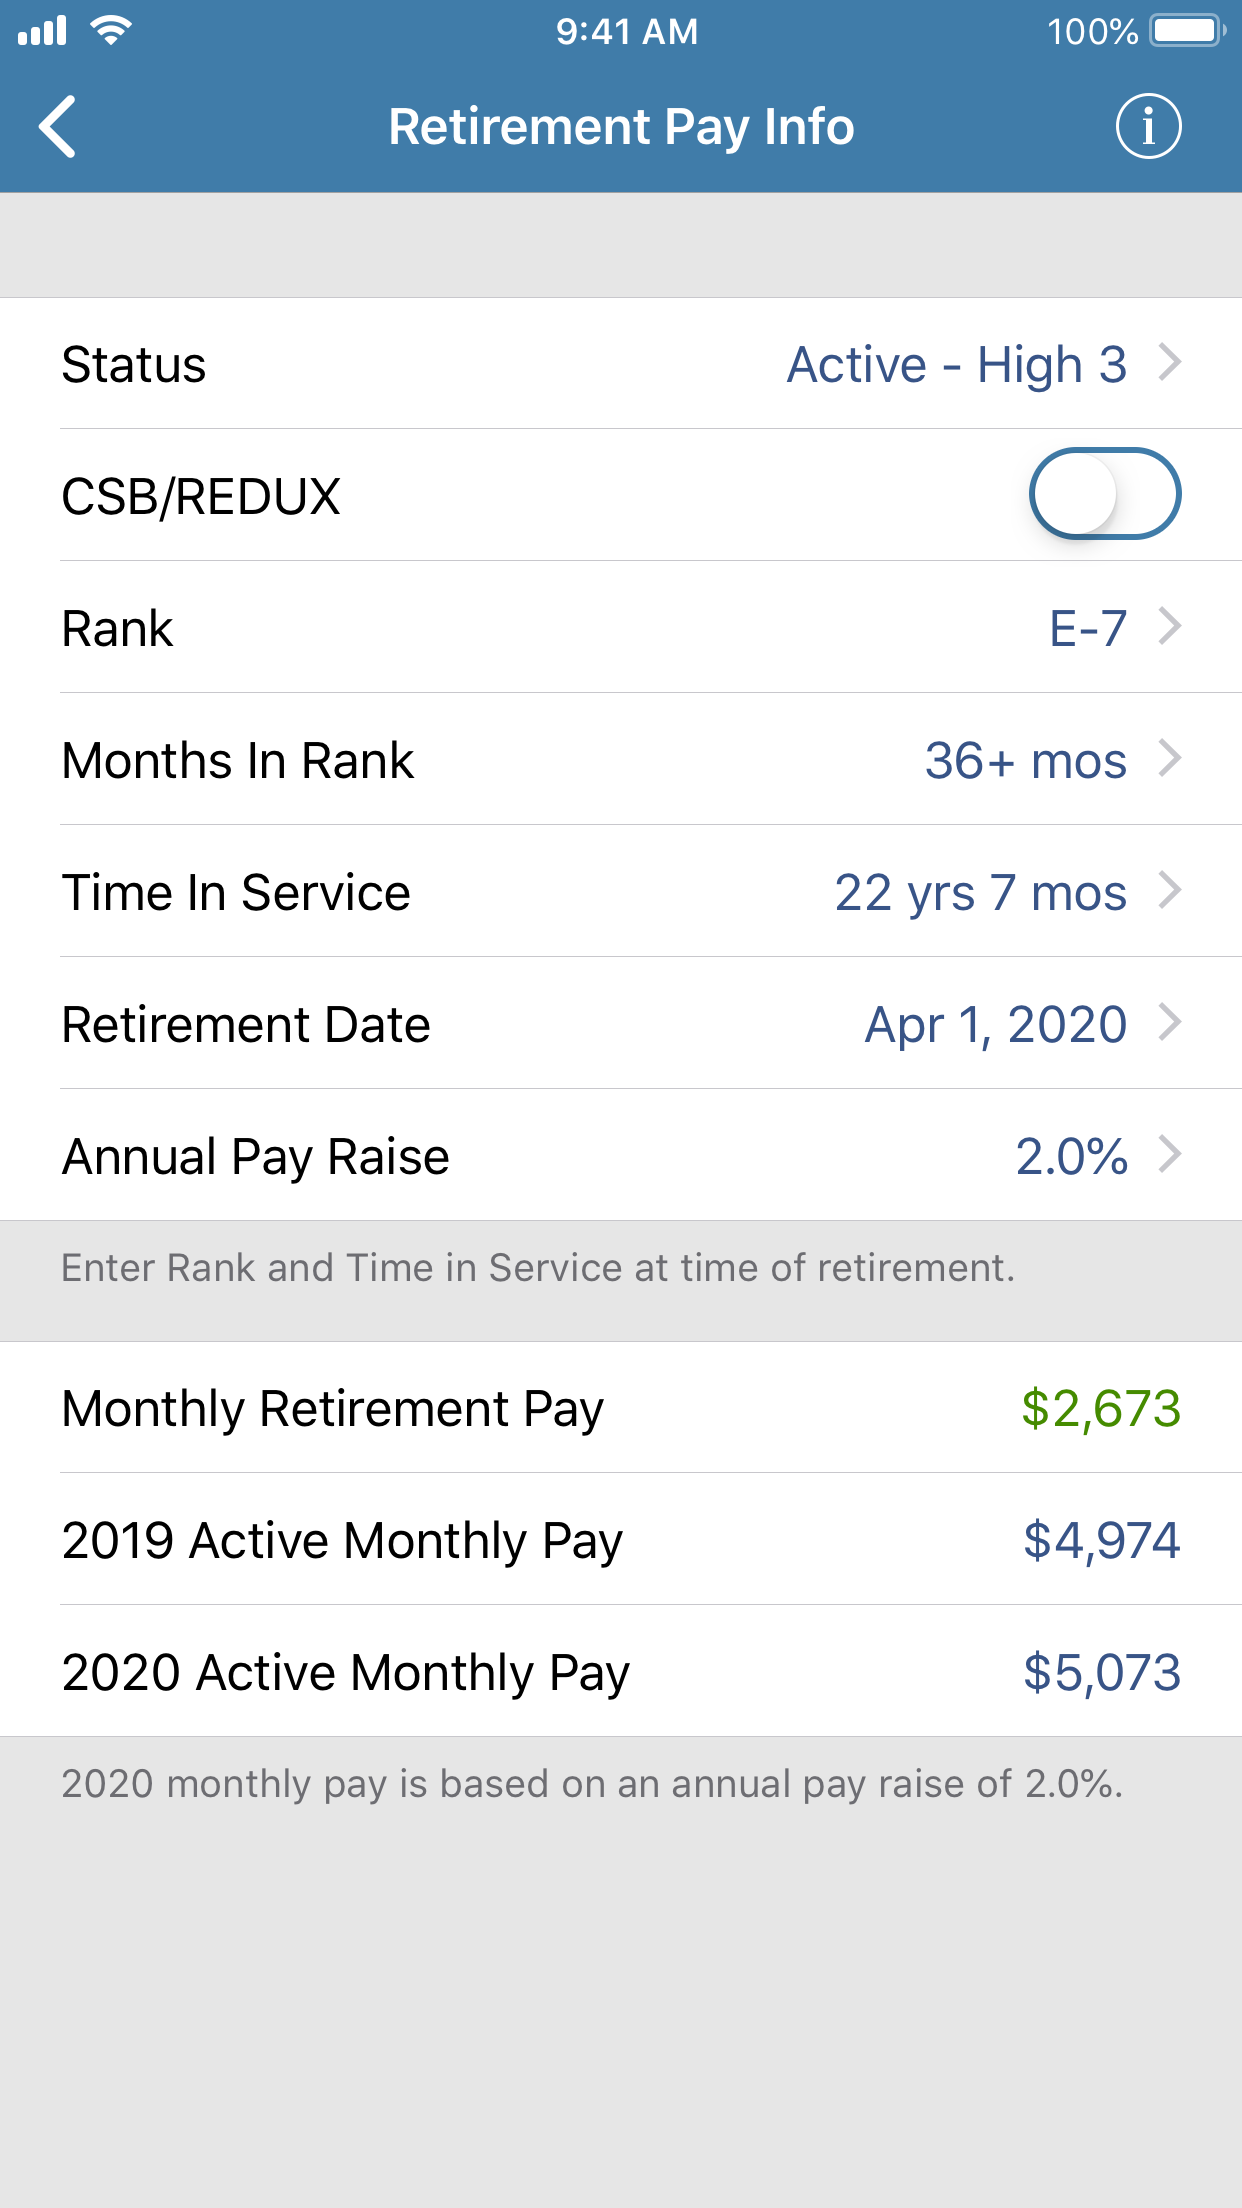 9:41 AM 100%
Retirement Pay Info
Status Active - High 3
CSB/REDUX
Rank E-7
Months In Rank 36+ mos
Time In Service 22 yrs 7 mos
Retirement Date Apr 1, 2020
Annual Pay Raise 2.0%
Enter Rank and Time in Service at time of retirement.
Monthly Retirement Pay $2,673
2019 Active Monthly Pay $4,974
2020 Active Monthly Pay $5,073
2020 monthly pay is based on an annual pay raise of 2.0%.